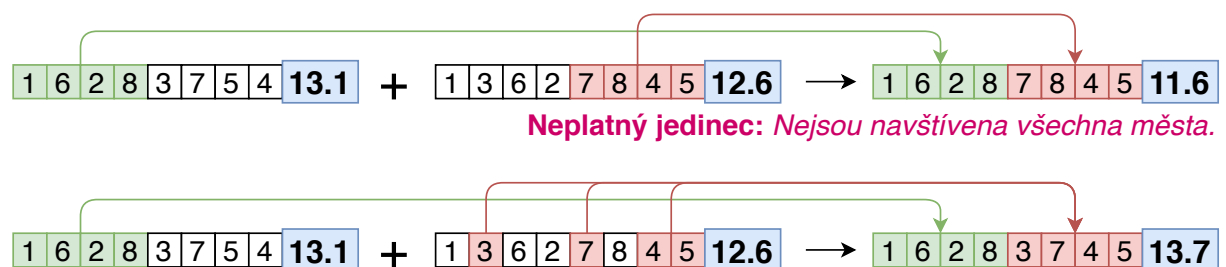 1 6 2 8 3 7 5 4 13.1 + 1 3 6 2 7 8 4 5 12.6 → 1 6 2 8 7 8 4 5 11.6
Neplatný jedinec: Nejsou navštívena všechna města.
1 6 2 8 3 7 5 4 13.1 + 1 3 6 2 7 8 4 5 12.6 → 1 6 2 8 3 7 4 5 13.7